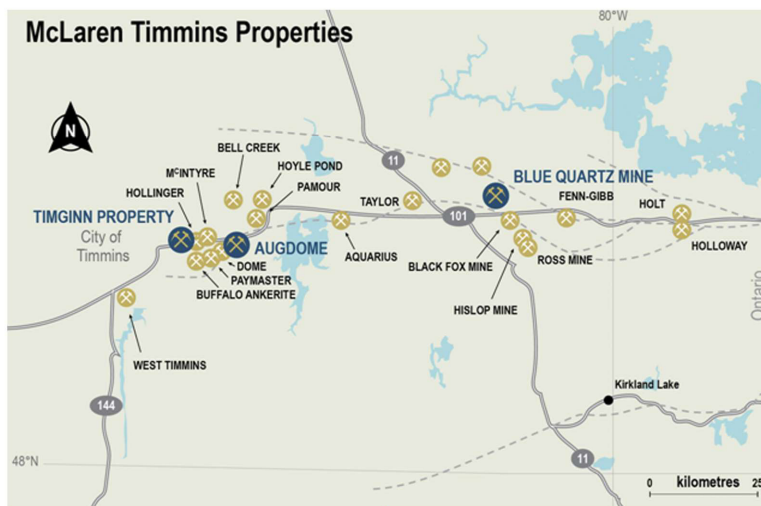 McLaren Timmins Properties
80°W
N
11
BELL CREEK
HOYLE POND
MCINTYRE
PAMOUR
HOLLINGER
BLUE QUARTZ MINE
TIMGINN PROPERTY
TAYLOR
FENN-GIBB
HOLT
City of
Timmins
101
AUGDOME
AQUARIUS
HOLLOWAY
DOME
BLACK FOX MINE
ROSS MINE
PAYMASTER
BUFFALO ANKERITE
HISLOP MINE
Ontario
WEST TIMMINS
Kirkland Lake
144
48°N
11
0 kilometres 25